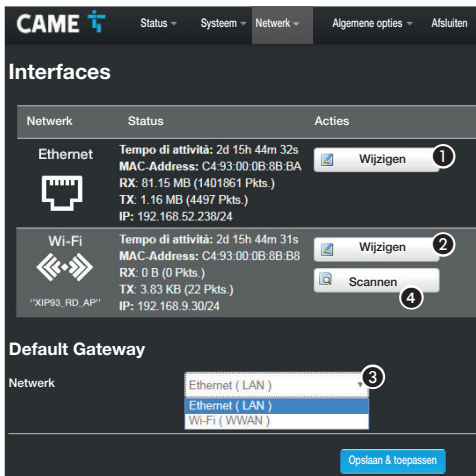 CAME Status Systeem Netwerk Algemene opties Afsluiten
Interfaces
Netwerk Status Acties
Ethernet
Tempo di attività: 2d 15h 44m 32s
MAC-Address: C4:93:00:0B:8B:BA
RX: 81.15 MB (1401861 Pkts.)
TX: 1.16 MB (4497 Pkts.)
IP: 192.168.52.238/24
Wijzigen 1
Wi-Fi
"XIP93_RD_AP"
Tempo di attività: 2d 15h 44m 31s
MAC-Address: C4:93:00:0B:8B:B8
RX: 0 B (0 Pkts.)
TX: 3.83 KB (22 Pkts.)
IP: 192.168.9.30/24
Wijzigen 2
Scannen
4
Default Gateway
Netwerk Ethernet ( LAN ) 3
Ethernet ( LAN )
Wi-Fi ( WWAN )
Opslaan & toepassen